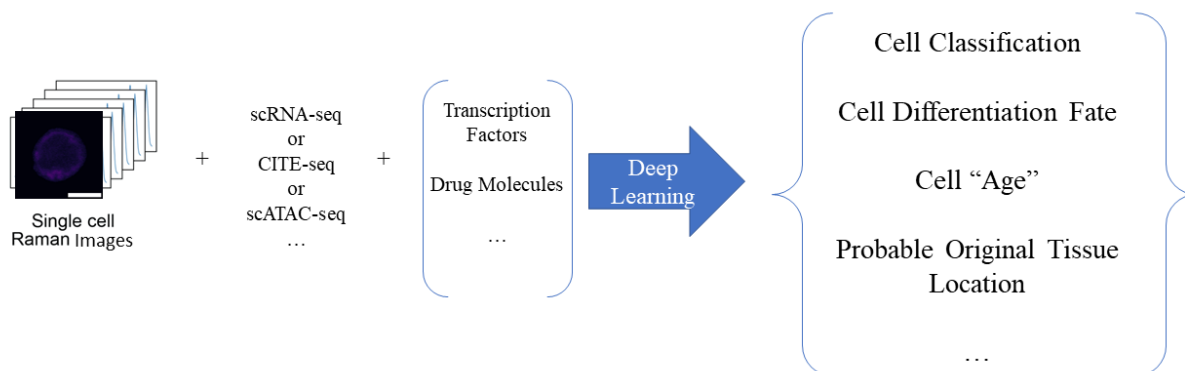 Single cell
Raman Images
+
scRNA-seq
or
CITE-seq
or
scATAC-seq
…
+
Transcription
Factors
Drug Molecules
…
Deep
Learning
Cell Classification
Cell Differentiation Fate
Cell “Age”
Probable Original Tissue
Location
…